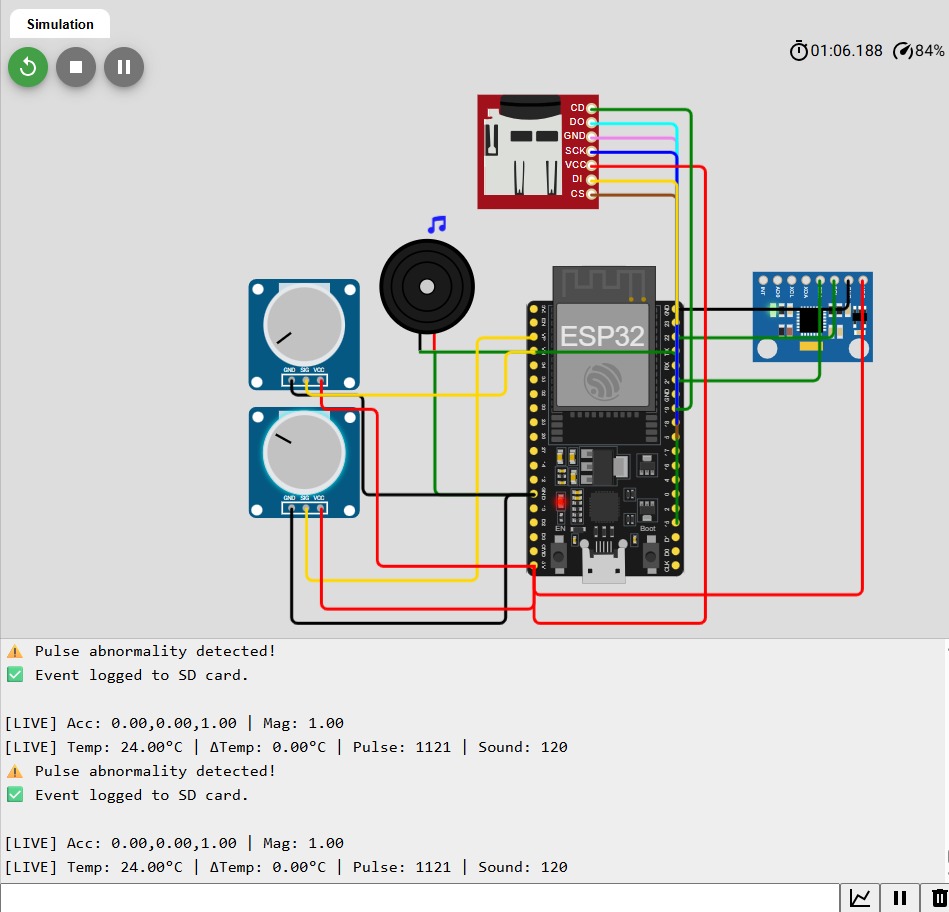 Simulation
01:06.188 84%
CD
DO
GND
SCK
VCC
DI
CS
ESP32
GND SIG VCC
GND SIG VCC
EN
Boot
⚠️ Pulse abnormality detected!
✅ Event logged to SD card.
[LIVE] Acc: 0.00,0.00,1.00 | Mag: 1.00
[LIVE] Temp: 24.00°C | ΔTemp: 0.00°C | Pulse: 1121 | Sound: 120
⚠️ Pulse abnormality detected!
✅ Event logged to SD card.
[LIVE] Acc: 0.00,0.00,1.00 | Mag: 1.00
[LIVE] Temp: 24.00°C | ΔTemp: 0.00°C | Pulse: 1121 | Sound: 120